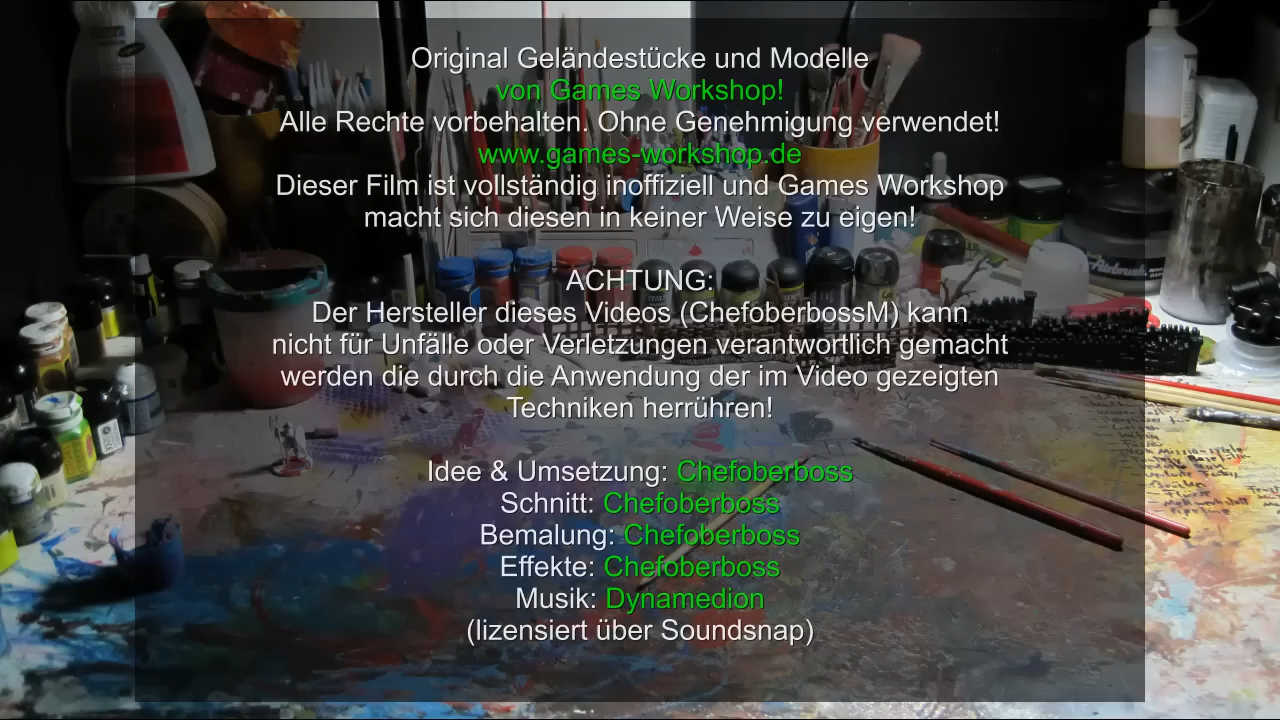 Original Geländestücke und Modelle
von Games Workshop!
Alle Rechte vorbehalten. Ohne Genehmigung verwendet!
www.games-workshop.de
Dieser Film ist vollständig inoffiziell und Games Workshop
macht sich diesen in keiner Weise zu eigen!
ACHTUNG:
Der Hersteller dieses Videos (ChefoberbossM) kann
nicht für Unfälle oder Verletzungen verantwortlich gemacht
werden die durch die Anwendung der im Video gezeigten
Techniken herrühren!
Idee & Umsetzung: Chefoberboss
Schnitt: Chefoberboss
Bemalung: Chefoberboss
Effekte: Chefoberboss
Musik: Dynamedion
(lizensiert über Soundsnap)
Airbrush